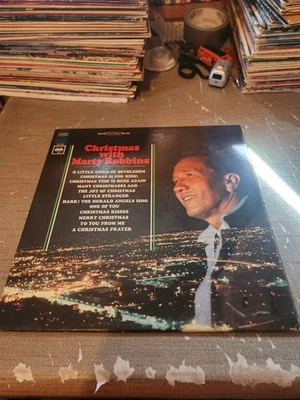 Christmas
with
Marty Robbins
O LITTLE TOWN OF BETHLEHEM
CHRISTMAS IS FOR KIDS!
CHRISTMAS TIME IS HERE AGAIN
MANY CHRISTMASES AGO
THE JOY OF CHRISTMAS
LITTLE STRANGER
HARK! THE HERALD ANGELS SING
ONE OF YOU
CHRISTMAS KISSES
MERRY CHRISTMAS
TO YOU FROM ME
A CHRISTMAS PRAYER